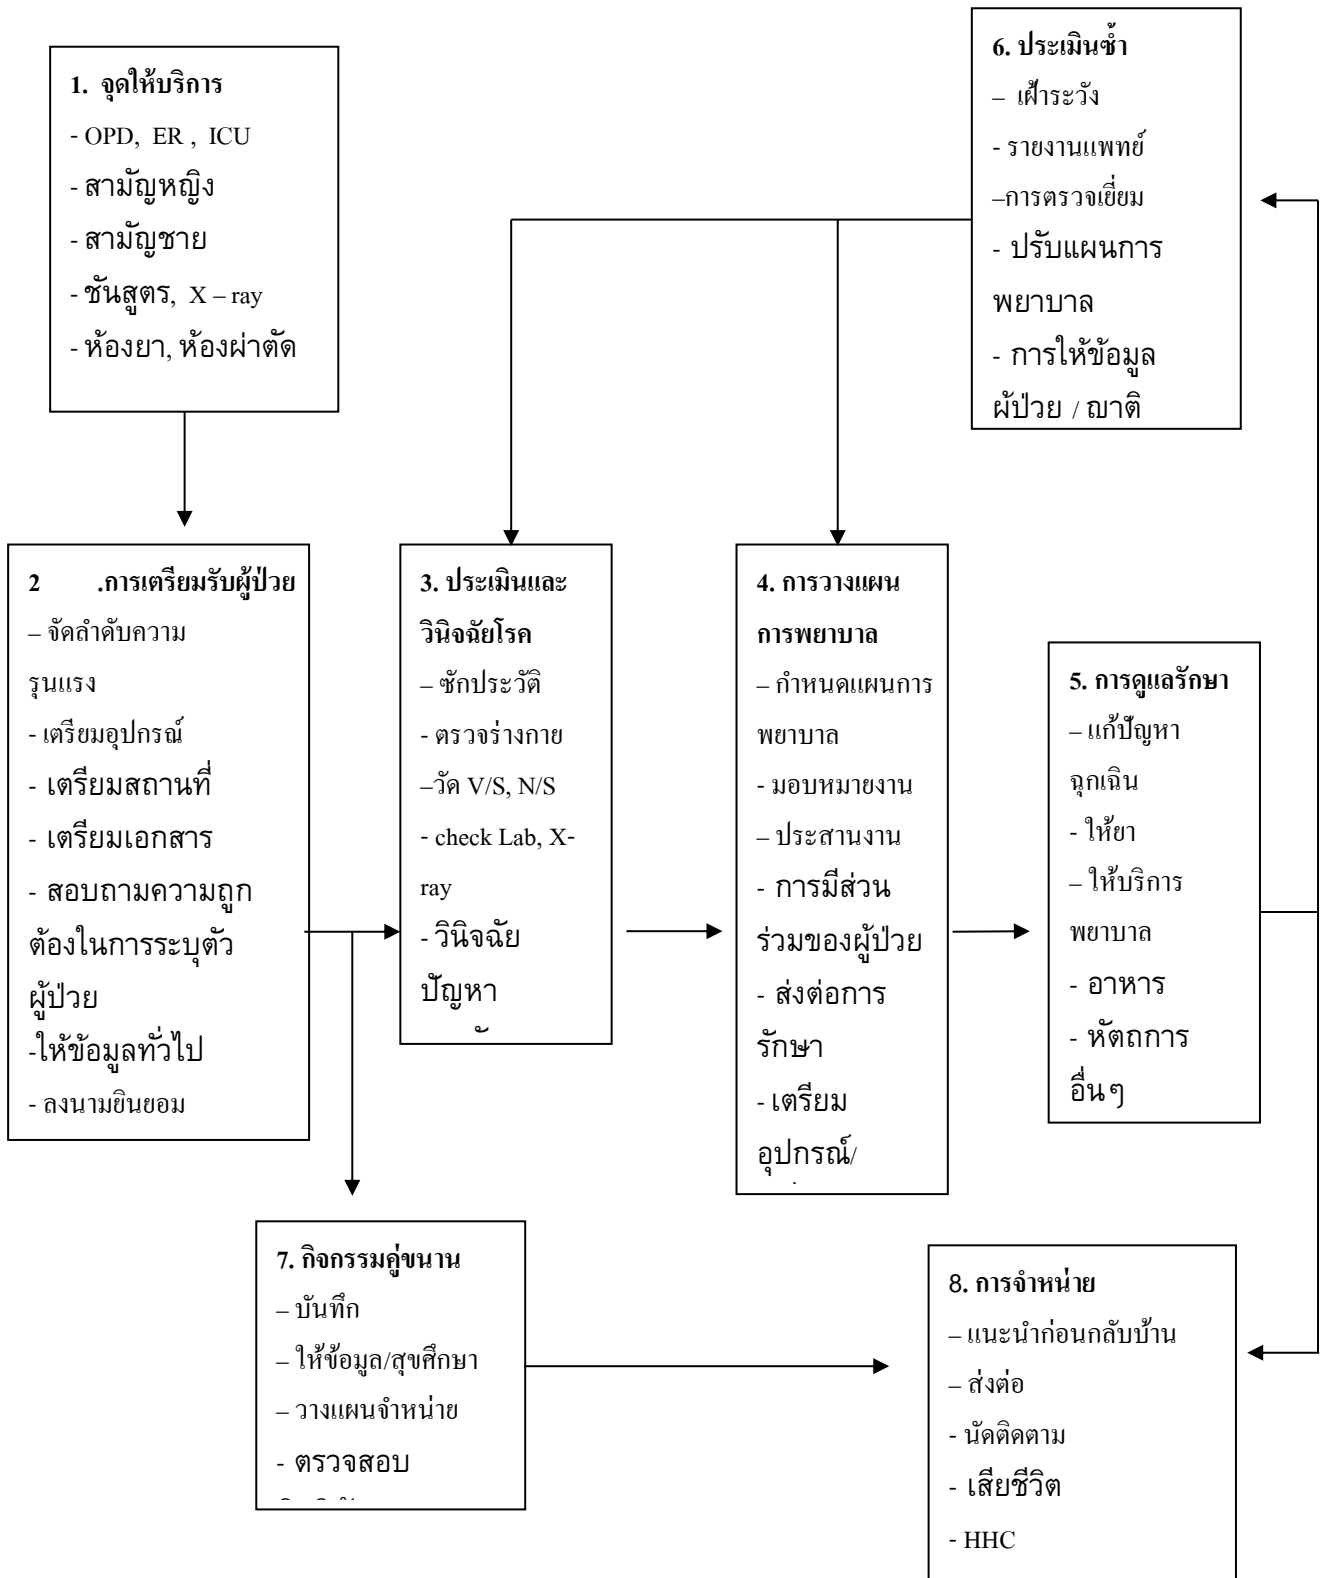 1. จุดให้บริการ
- OPD, ER , ICU
- สามัญหญิง
- สามัญชาย
- ชันสูตร, X – ray
- ห้องยา, ห้องผ่าตัด
2 .การเตรียมรับผู้ป่วย
– จัดลำดับความ
รุนแรง
- เตรียมอุปกรณ์
- เตรียมสถานที่
- เตรียมเอกสาร
- สอบถามความถูก
ต้องในการระบุตัว
ผู้ป่วย
-ให้ข้อมูลทั่วไป
- ลงนามยินยอม
3. ประเมินและ
วินิจฉัยโรค
– ซักประวัติ
- ตรวจร่างกาย
–วัด V/S, N/S
- check Lab, X-
ray
- วินิจฉัย
ปัญหา
4. การวางแผน
การพยาบาล
– กำหนดแผนการ
พยาบาล
- มอบหมายงาน
– ประสานงาน
- การมีส่วน
ร่วมของผู้ป่วย
- ส่งต่อการ
รักษา
- เตรียม
อุปกรณ์/
5. การดูแลรักษา
– แก้ปัญหา
ฉุกเฉิน
- ให้ยา
– ให้บริการ
พยาบาล
- อาหาร
- หัตถการ
อื่นๆ
6. ประเมินซ้ำ
– เฝ้าระวัง
- รายงานแพทย์
–การตรวจเยี่ยม
- ปรับแผนการ
พยาบาล
- การให้ข้อมูล
ผู้ป่วย / ญาติ
7. กิจกรรมคู่ขนาน
– บันทึก
– ให้ข้อมูล/สุขศึกษา
– วางแผนจำหน่าย
- ตรวจสอบ
8. การจำหน่าย
– แนะนำก่อนกลับบ้าน
– ส่งต่อ
- นัดติดตาม
- เสียชีวิต
- HHC